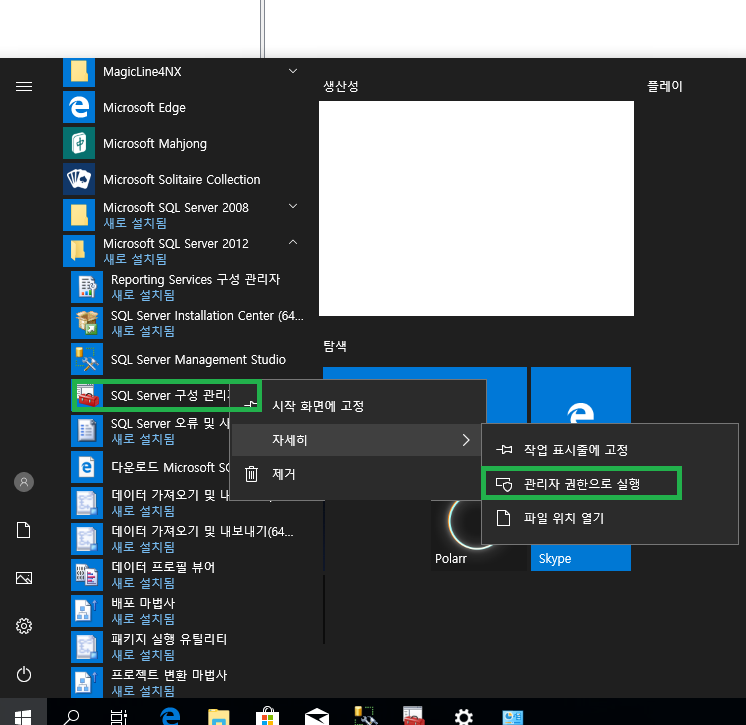 MagicLine4NX
Microsoft Edge
Microsoft Mahjong
Microsoft Solitaire Collection
Microsoft SQL Server 2008
새로 설치됨
Microsoft SQL Server 2012
새로 설치됨
Reporting Services 구성 관리자
새로 설치됨
SQL Server Installation Center (64...
새로 설치됨
SQL Server Management Studio
SQL Server 구성 관리
SQL Server 오류 및 사
새로 설치됨
다운로드 Microsoft SQ
데이터 가져오기 및 내
새로 설치됨
데이터 가져오기 및 내보내기(64...
새로 설치됨
데이터 프로필 뷰어
새로 설치됨
배포 마법사
새로 설치됨
패키지 실행 유틸리티
새로 설치됨
프로젝트 변환 마법사
새로 설치됨
생산성
플레이
탐색
시작 화면에 고정
자세히
제거
작업 표시줄에 고정
관리자 권한으로 실행
파일 위치 열기
Polarr
Skype